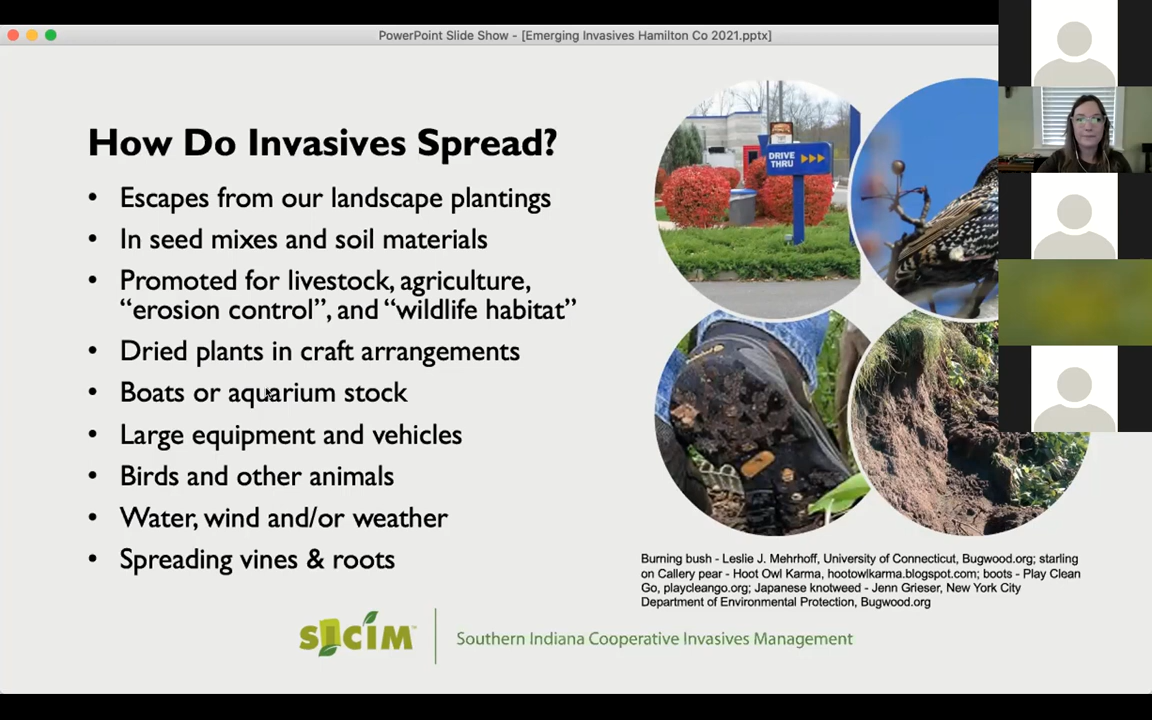 PowerPoint Slide Show - [Emerging Invasives Hamilton Co 2021.pptx]
How Do Invasives Spread?
• Escapes from our landscape plantings
• In seed mixes and soil materials
• Promoted for livestock, agriculture,
“erosion control”, and “wildlife habitat”
• Dried plants in craft arrangements
• Boats or aquarium stock
• Large equipment and vehicles
• Birds and other animals
• Water, wind and/or weather
• Spreading vines & roots
DRIVE
THRU
Burning bush - Leslie J. Mehrhoff, University of Connecticut, Bugwood.org; starling
on Callery pear - Hoot Owl Karma, hootowlkarma.blogspot.com; boots - Play Clean
Go, playcleango.org; Japanese knotweed - Jenn Grieser, New York City
Department of Environmental Protection, Bugwood.org
SICIM™
Southern Indiana Cooperative Invasives Management